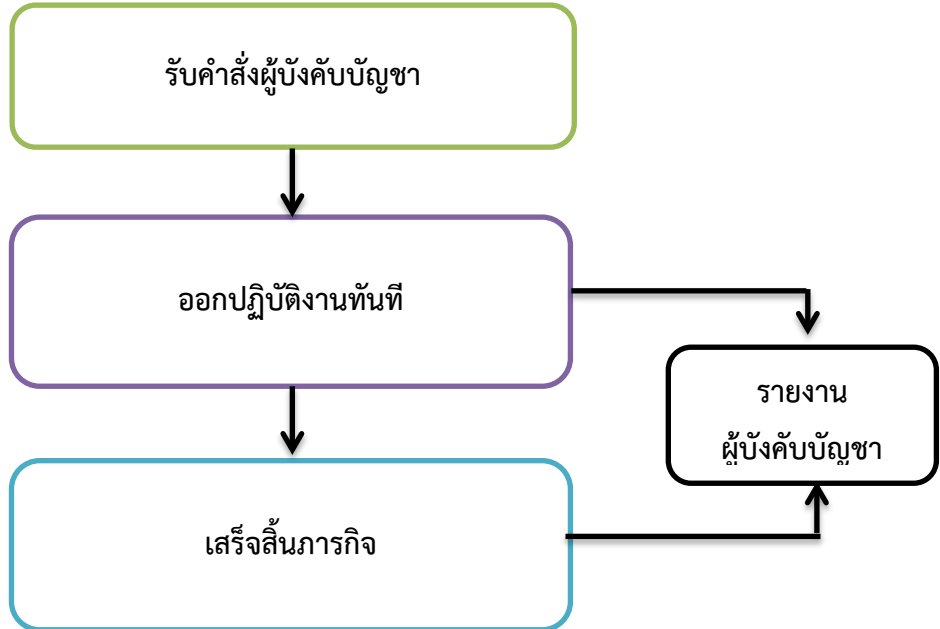 รับคำสั่งผู้บังคับบัญชา
ออกปฏิบัติงานทันที
รายงาน
ผู้บังคับบัญชา
เสร็จสิ้นภารกิจ